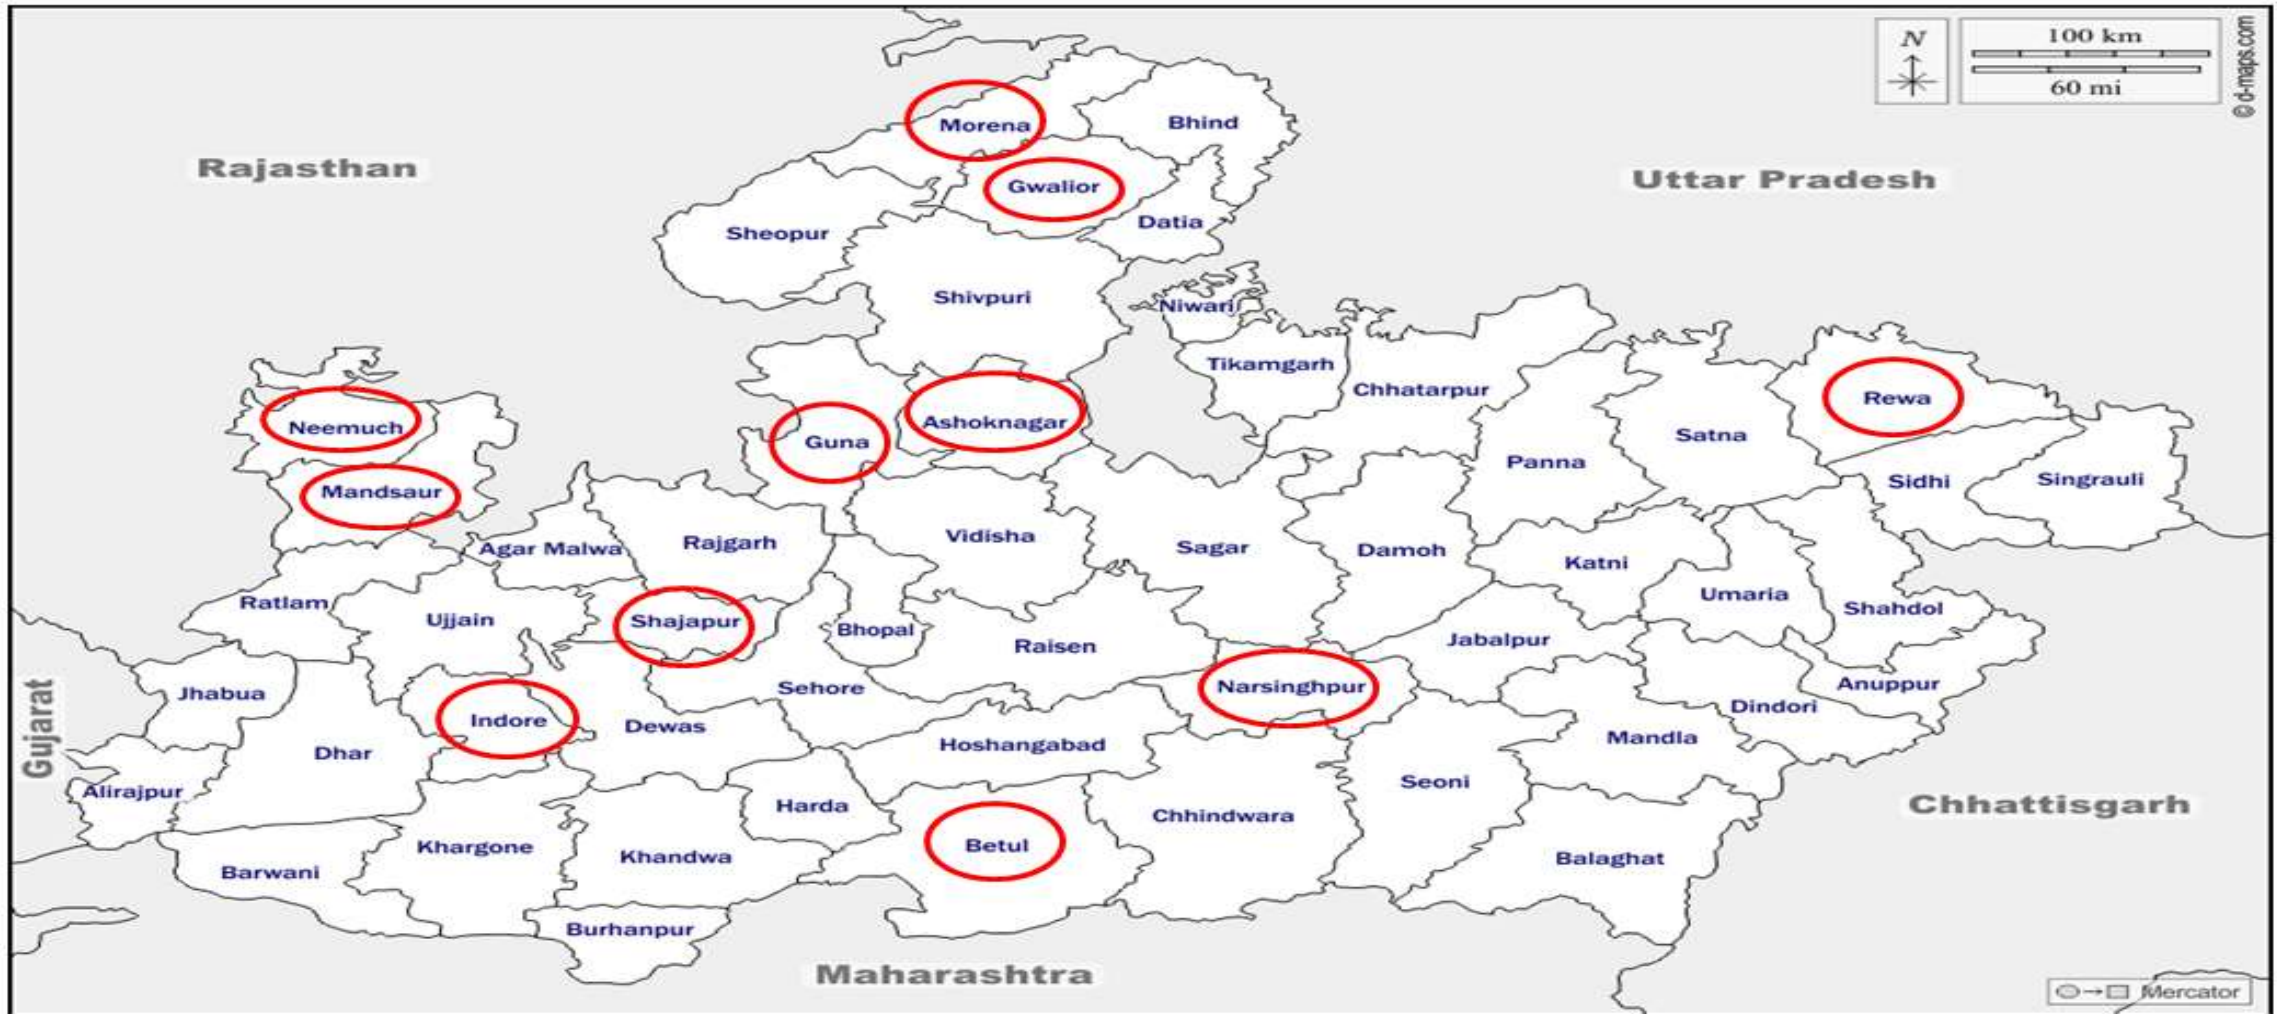 N
100 km
60 mi
© d-maps.com
Morena
Bhind
Rajasthan
Uttar Pradesh
Gwalior
Datia
Sheopur
Shivpuri
Niwari
Tikamgarh
Chhatarpur
Rewa
Neemuch
Ashoknagar
Guna
Satna
Panna
Sidhi
Singrauli
Mandsaur
Agar Malwa
Rajgarh
Vidisha
Sagar
Damoh
Katni
Umaria
Shahdol
Ratlam
Ujjain
Shajapur
Bhopal
Raisen
Jabalpur
Gujarat
Jhabua
Sehore
Narsinghpur
Anuppur
Indore
Dewas
Dindori
Dhar
Hoshangabad
Mandla
Alirajpur
Harda
Seoni
Chhattisgarh
Chhindwara
Khargone
Khandwa
Betul
Balaghat
Barwani
Burhanpur
Maharashtra
Mercator